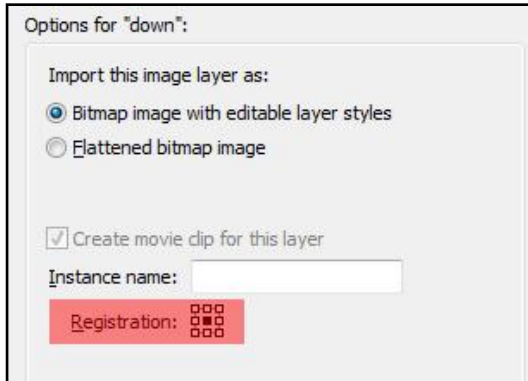 Options for "down":
Import this image layer as:
Bitmap image with editable layer styles
Flattened bitmap image
Create movie clip for this layer
Instance name:
Registration: